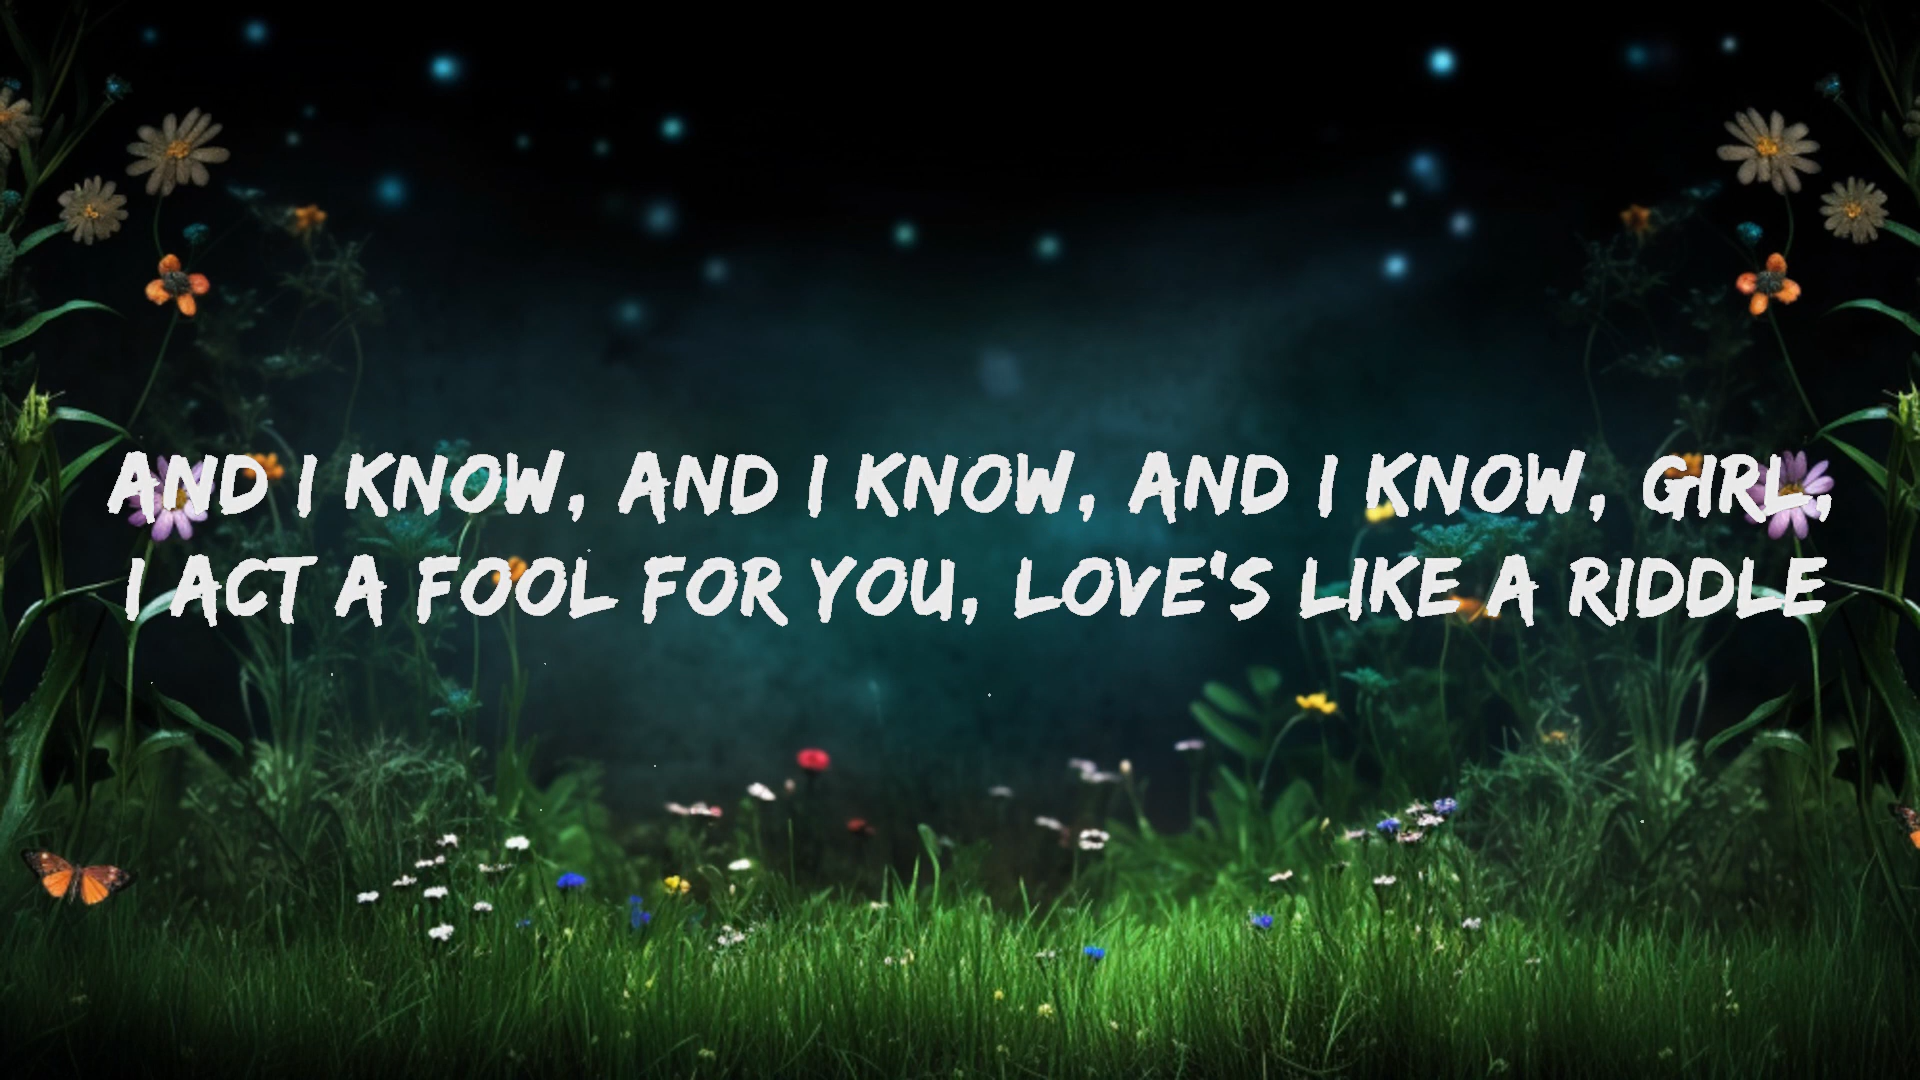 AND I KNOW, AND I KNOW, AND I KNOW, GIRL,
I ACT A FOOL FOR YOU, LOVE'S LIKE A RIDDLE